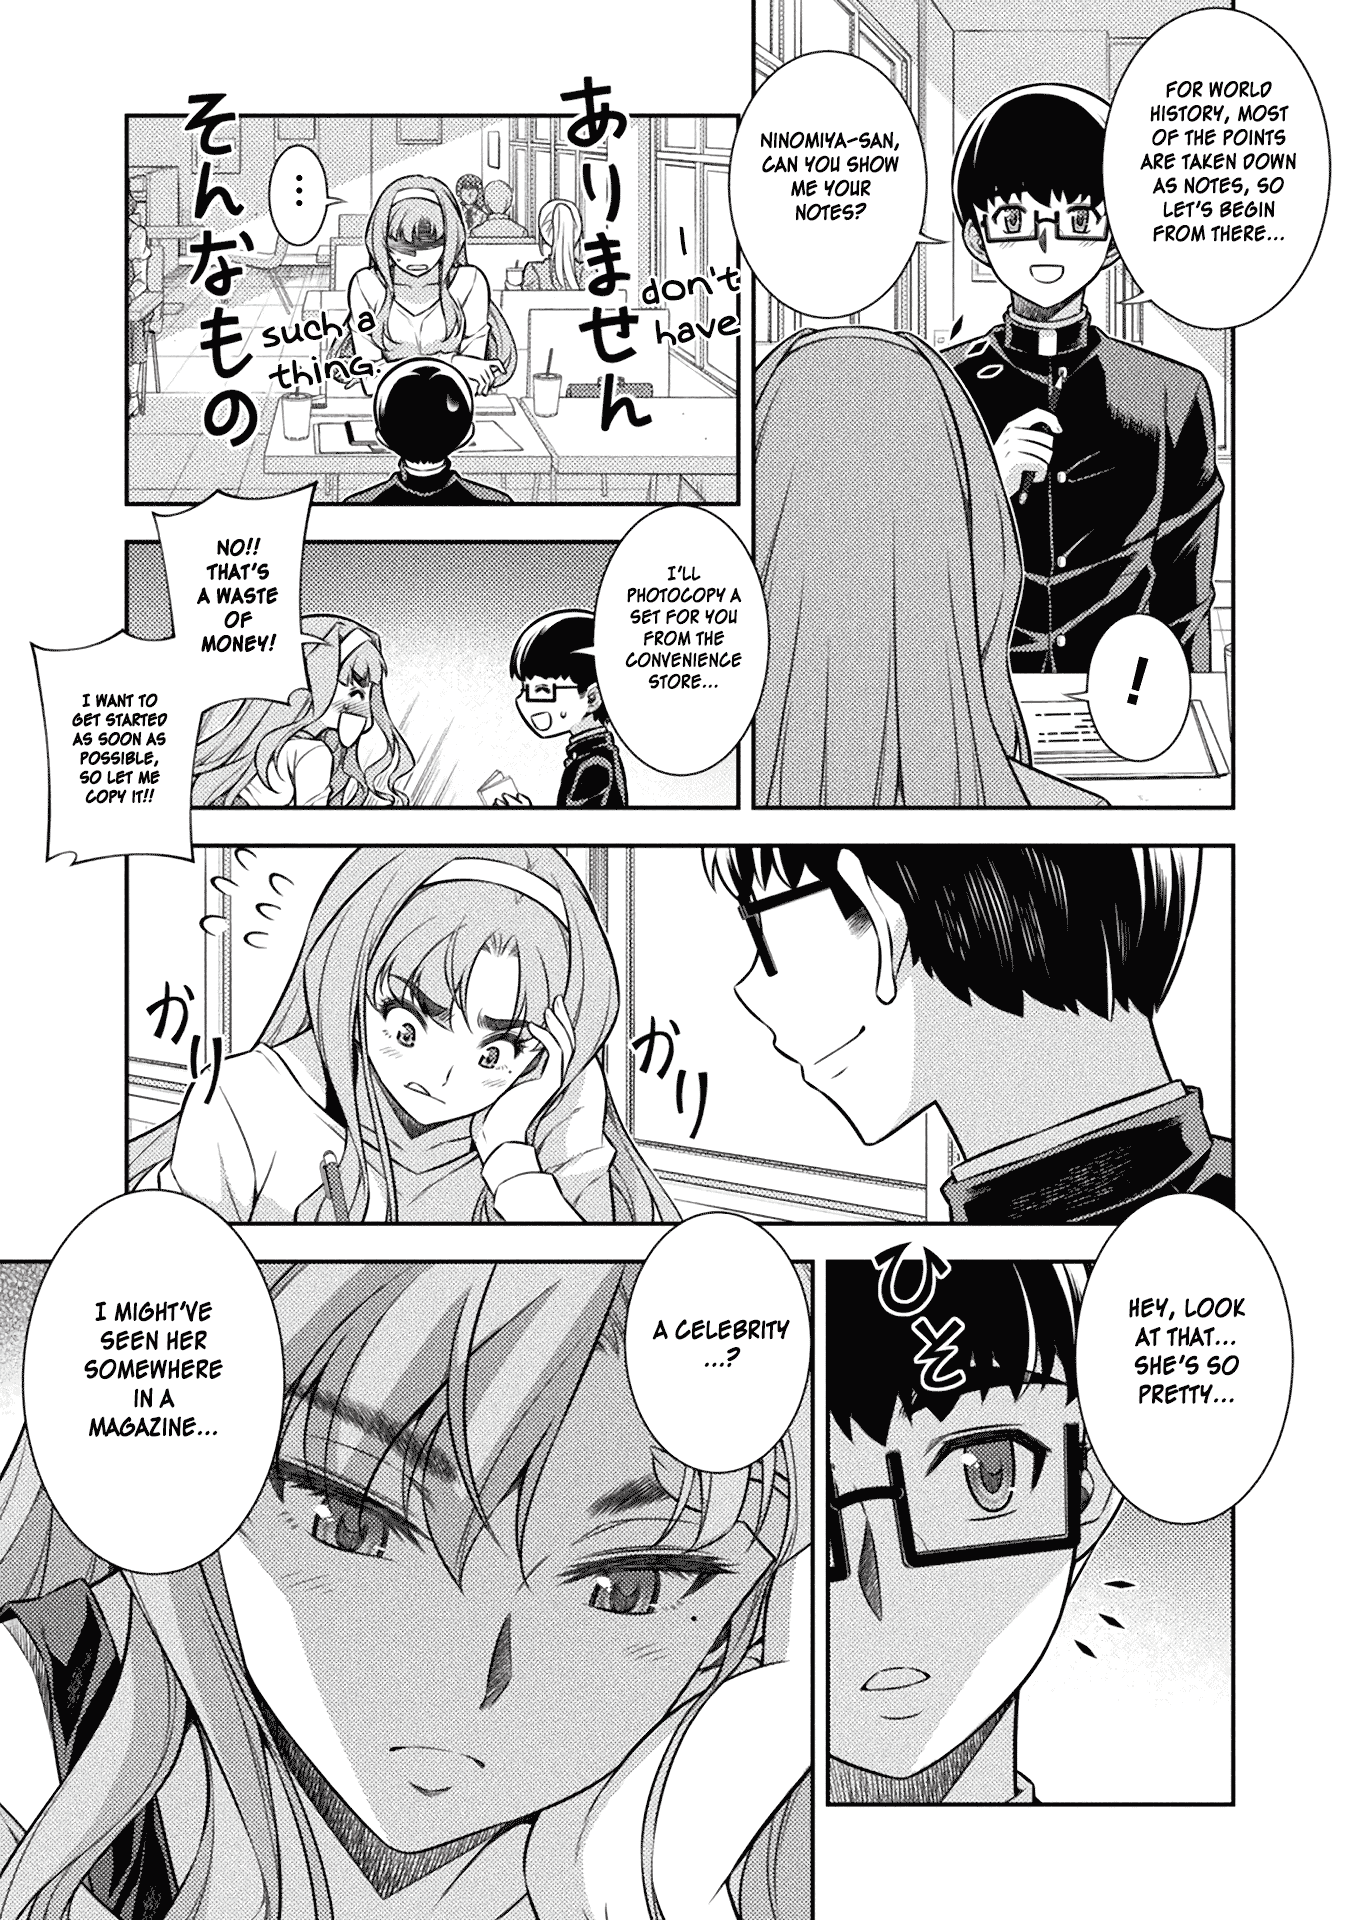 FOR WORLD
HISTORY, MOST
OF THE POINTS
ARE TAKEN DOWN
AS NOTES, SO
LET'S BEGIN
FROM THERE...
NINOMIYA-SAN,
CAN YOU SHOW
ME YOUR
NOTES?
!
ありません
I
DON'T
HAVE
...
そんなもの
SUCH A
THING.
I'LL
PHOTOCOPY A
SET FOR YOU
FROM THE
CONVENIENCE
STORE...
NO!!
THAT'S
A WASTE
OF
MONEY!
I WANT TO
GET STARTED
AS SOON AS
POSSIBLE,
SO LET ME
COPY IT!!
かり
かり
HEY, LOOK
AT THAT...
SHE'S SO
PRETTY...
ひそ
A CELEBRITY
...?
I MIGHT'VE
SEEN HER
SOMEWHERE
IN A
MAGAZINE...